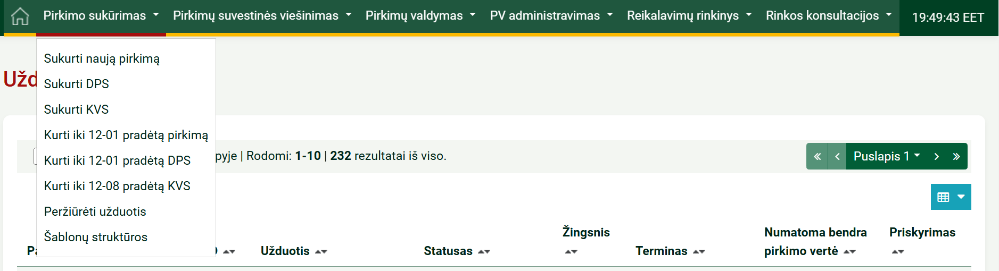 Pirkimo sukūrimas Pirkimų suvestinės viešinimas Pirkimų valdymas PV administravimas Reikalavimų rinkinys Rinkos konsultacijos 19:49:43 EET
Sukurti naują pirkimą
Sukurti DPS
Sukurti KVS
Kurti iki 12-01 pradėtą pirkimą
Kurti iki 12-01 pradėtą DPS
Kurti iki 12-08 pradėtą KVS
Peržiūrėti užduotis
Šablonų struktūros
Rodomi: 1-10 | 232 rezultatai iš viso.
« ‹ Puslapis 1 › »
Užduotis Statusas Žingsnis Terminas Numatoma bendra pirkimo vertė Priskyrimas